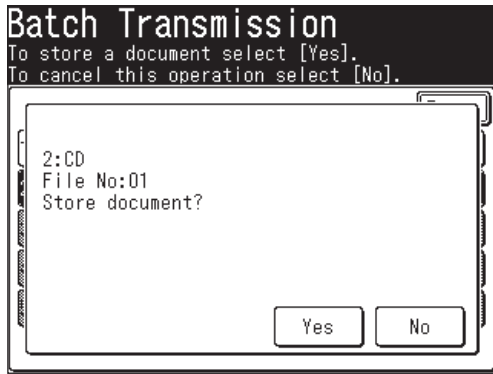 Batch Transmission
To store a document select [Yes].
To cancel this operation select [No].
2:CD
File No:01
Store document?
Yes
No